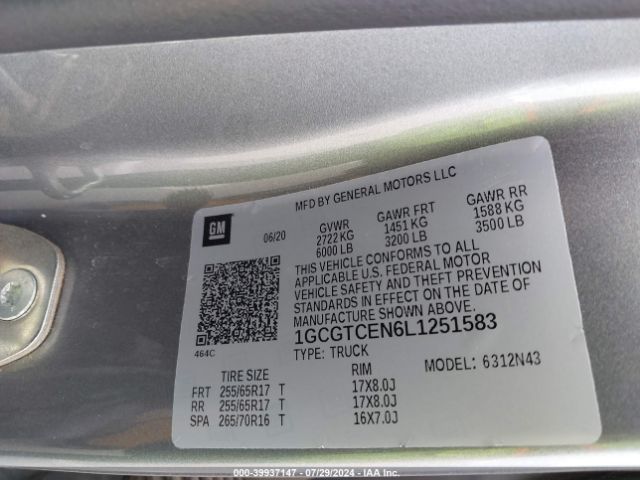 MFD BY GENERAL MOTORS LLC
GM
06/20
GVWR GAWR FRT GAWR RR
2722 KG 1451 KG 1588 KG
6000 LB 3200 LB 3500 LB
THIS VEHICLE CONFORMS TO ALL
APPLICABLE U.S. FEDERAL MOTOR
VEHICLE SAFETY AND THEFT PREVENTION
STANDARDS IN EFFECT ON THE DATE OF
MANUFACTURE SHOWN ABOVE.
1GCGTCEN6L1251583
464C
TYPE: TRUCK MODEL: 6312N43
TIRE SIZE RIM
FRT 255/65R17 T 17X8.0J
RR 255/65R17 T 17X8.0J
SPA 265/70R16 T 16X7.0J
000-39937147 - 07/29/2024 - IAA Inc.